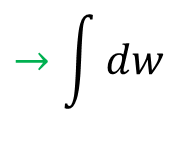 → ∫ dw